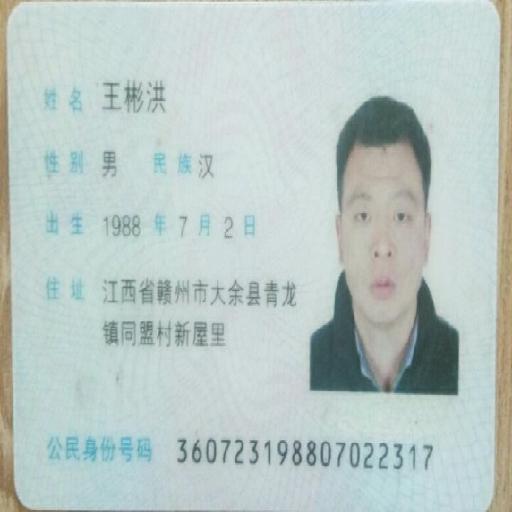 姓名 王彬洪
性别 男 民族 汉
出生 1988 年 7 月 2 日
住址 江西省赣州市大余县青龙
镇同盟村新屋里
公民身份号码 360723198807022317